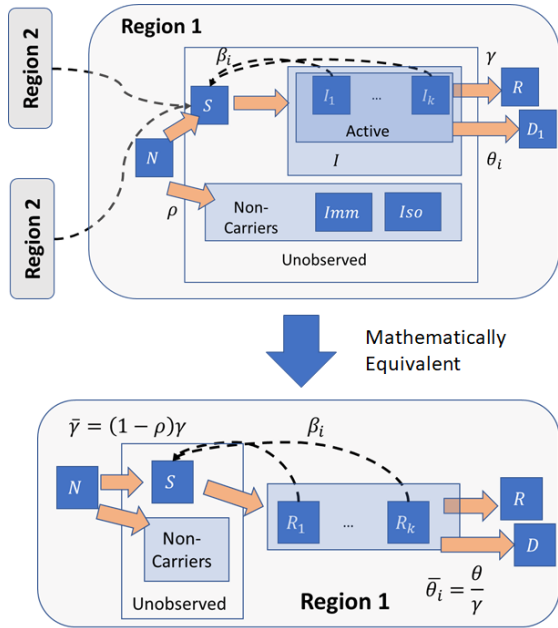 Region 2
Region 1
β_i
γ
S
I_1 ... I_k
R
Active
D_1
N
I
θ_i
ρ
Non-
Carriers
Imm
Iso
Unobserved
Region 2
Mathematically
Equivalent
γ̄ = (1 − ρ)γ
β_i
N
S
R_1 ... R_k
R
Non-
Carriers
D
Unobserved
Region 1
θ̄_i = θ/γ